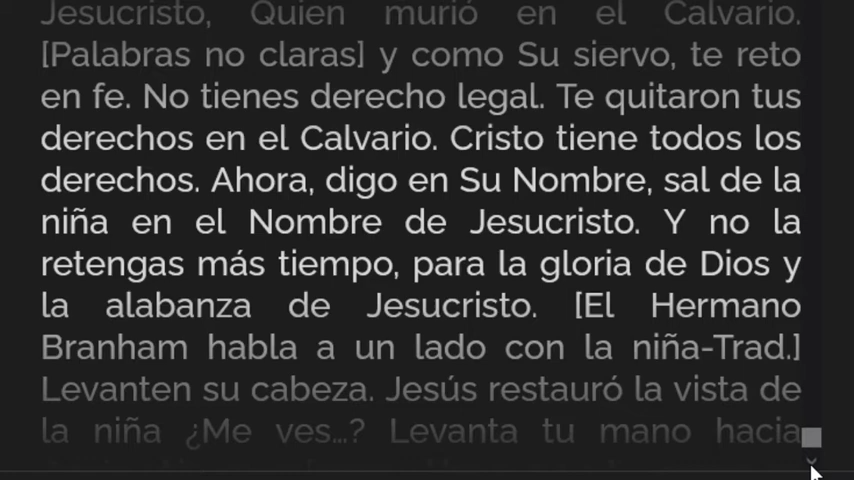 Jesucristo, Quien murió en el Calvario.
[Palabras no claras] y como Su siervo, te reto
en fe. No tienes derecho legal. Te quitaron tus
derechos en el Calvario. Cristo tiene todos los
derechos. Ahora, digo en Su Nombre, sal de la
niña en el Nombre de Jesucristo. Y no la
retengas más tiempo, para la gloria de Dios y
la alabanza de Jesucristo. [El Hermano
Branham habla a un lado con la niña-Trad.]
Levanten su cabeza. Jesús restauró la vista de
la niña ¿Me ves...? Levanta tu mano hacia